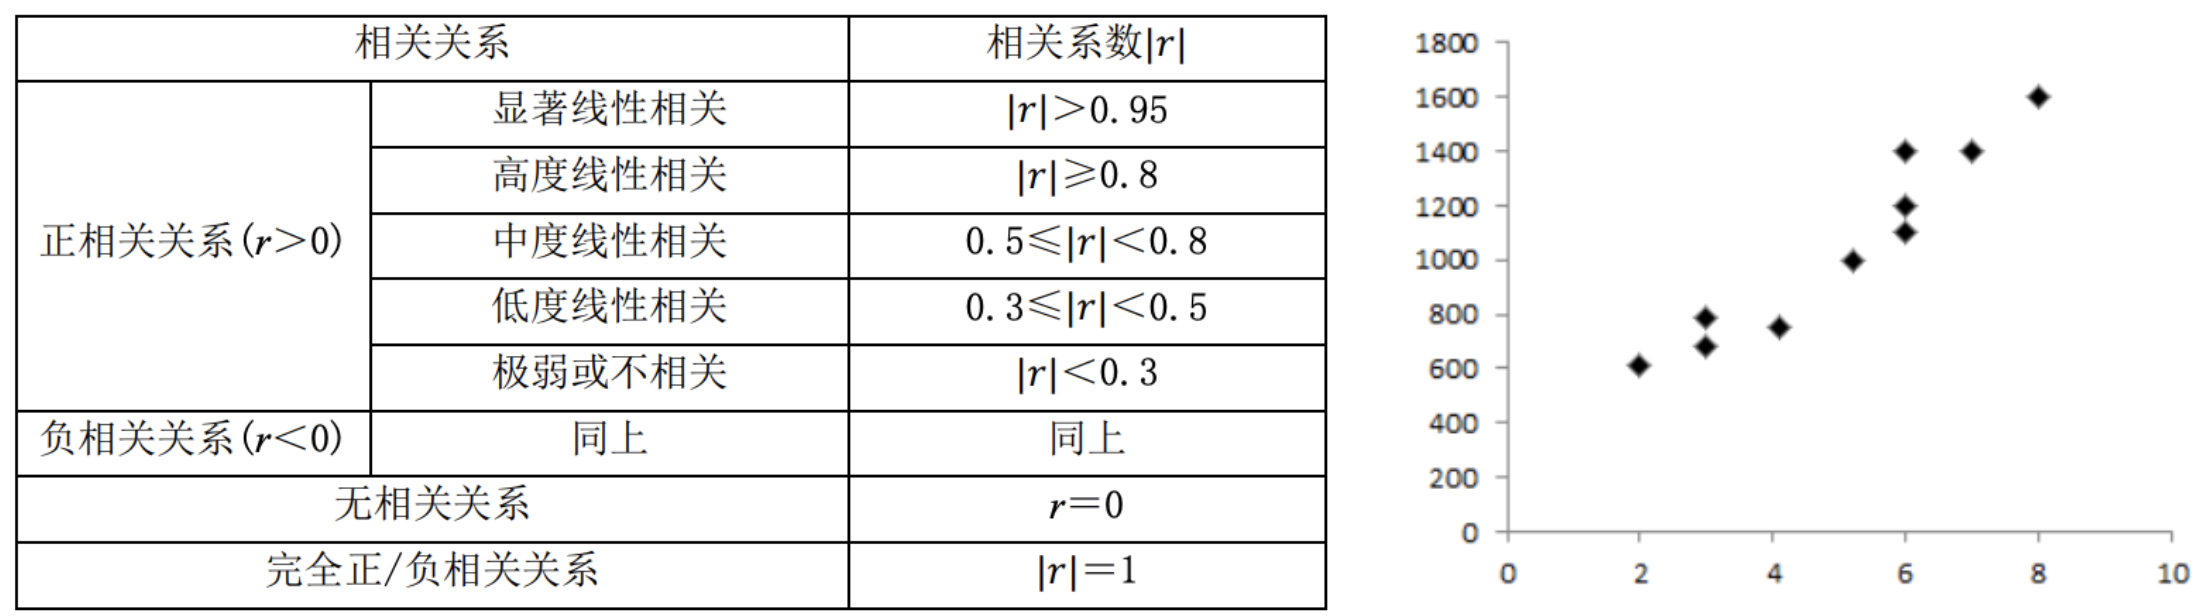 相关关系 相关系数|r|
正相关关系(r＞0) 显著线性相关 |r|＞0.95
高度线性相关 |r|≥0.8
中度线性相关 0.5≤|r|＜0.8
低度线性相关 0.3≤|r|＜0.5
极弱或不相关 |r|＜0.3
负相关关系(r＜0) 同上 同上
无相关关系 r＝0
完全正/负相关关系 |r|＝1
1800
1600
1400
1200
1000
800
600
400
200
0
0 2 4 6 8 10